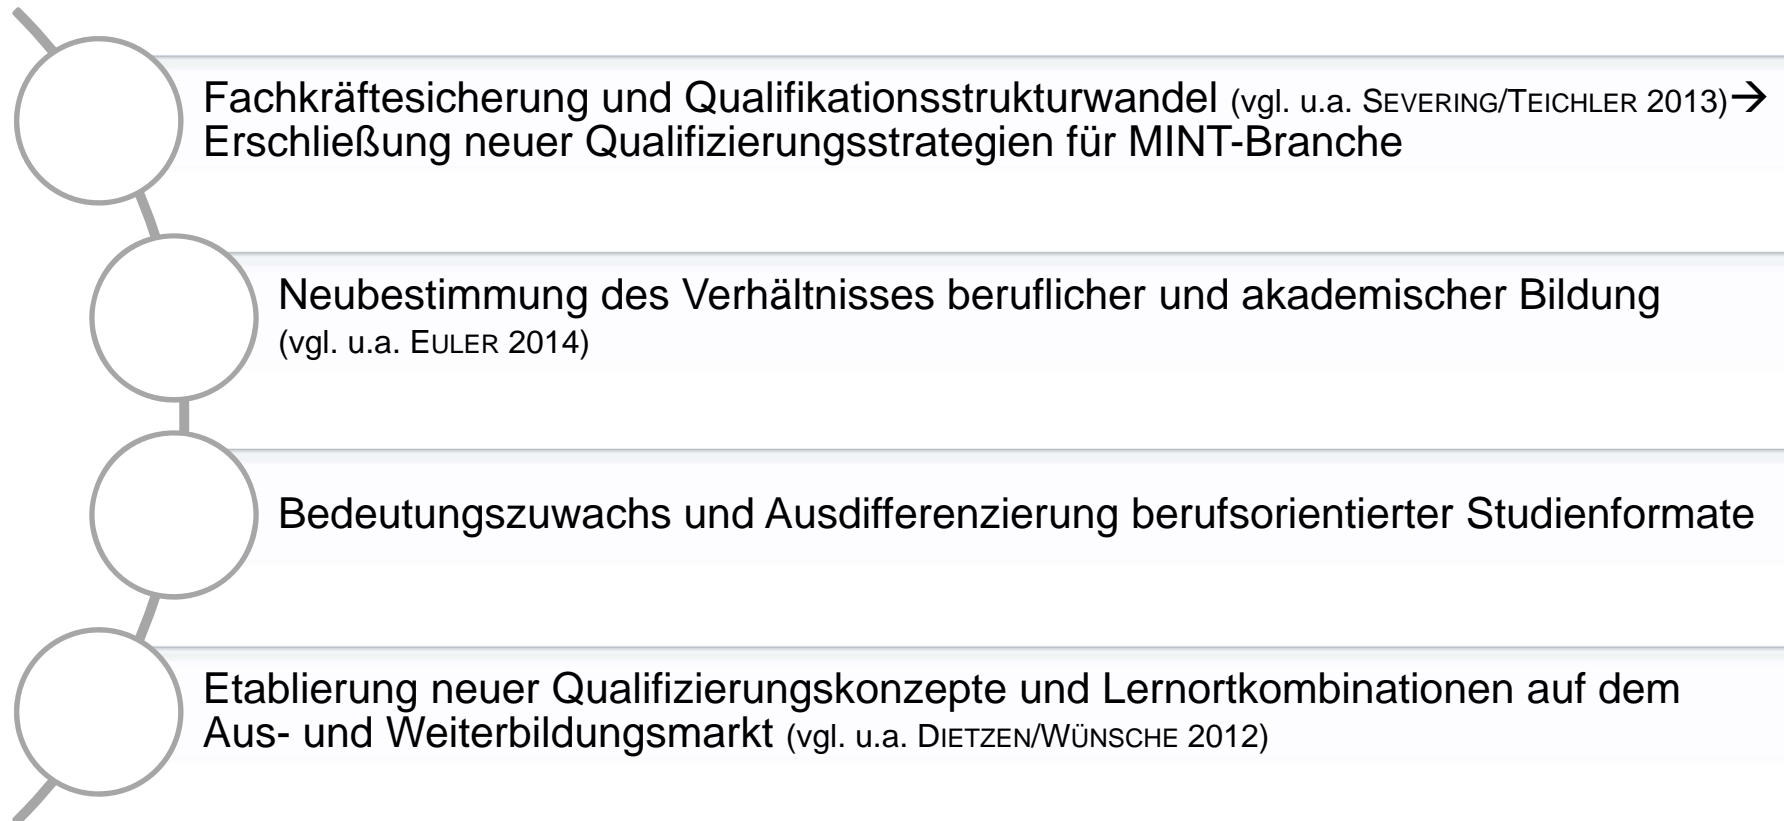 Fachkräftesicherung und Qualifikationsstrukturwandel (vgl. u.a. SEVERING/TEICHLER 2013)→
Erschließung neuer Qualifizierungsstrategien für MINT-Branche
Neubestimmung des Verhältnisses beruflicher und akademischer Bildung
(vgl. u.a. EULER 2014)
Bedeutungszuwachs und Ausdifferenzierung berufsorientierter Studienformate
Etablierung neuer Qualifizierungskonzepte und Lernortkombinationen auf dem
Aus- und Weiterbildungsmarkt (vgl. u.a. DIETZEN/WÜNSCHE 2012)